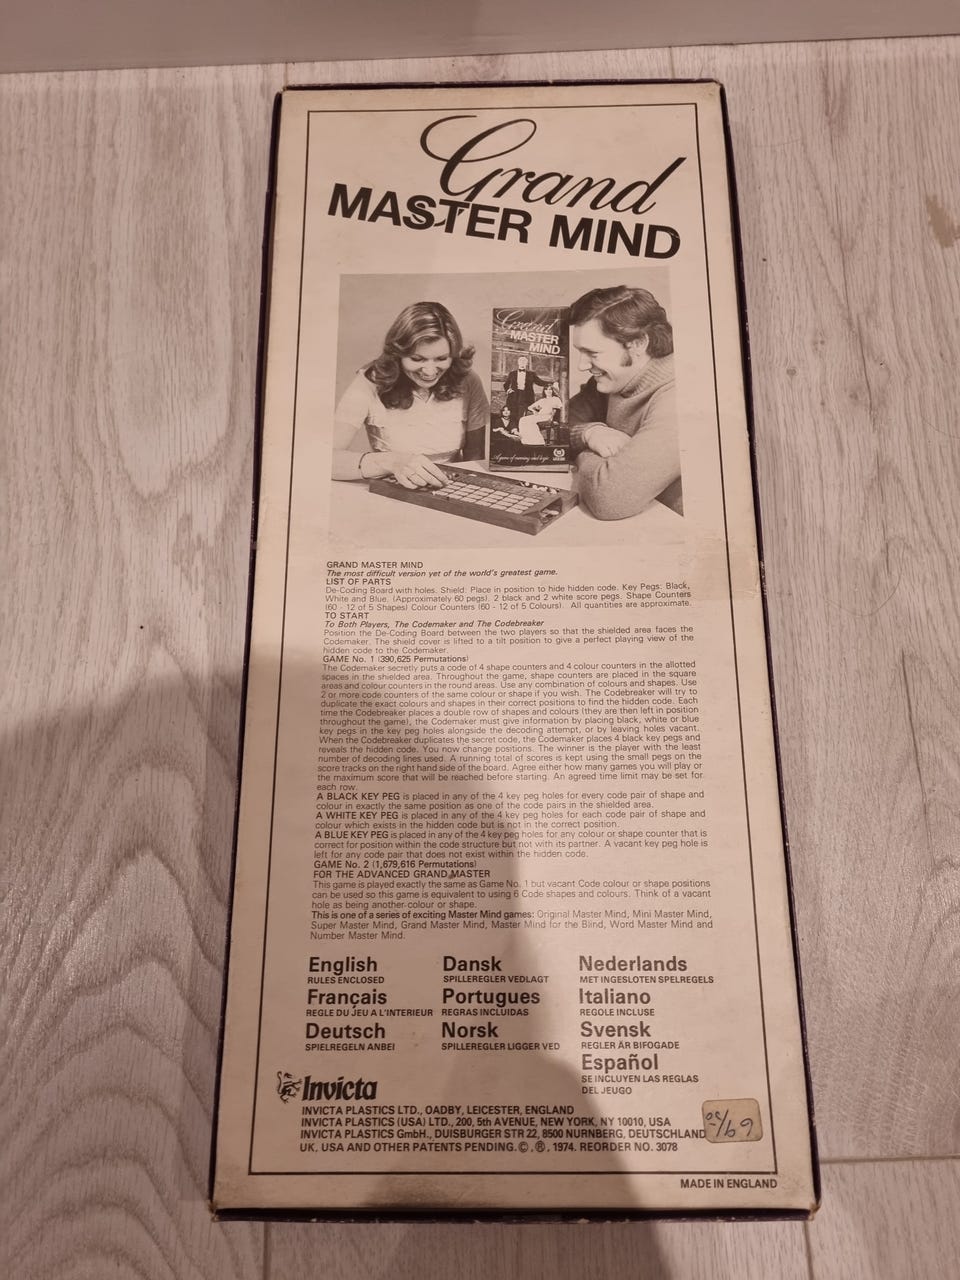 Grand
MASTER MIND
Grand
MASTER
MIND
A game of cunning and logic
GRAND MASTER MIND
The most difficult version yet of the world's greatest game.
LIST OF PARTS
De-Coding Board with holes. Shield: Place in position to hide hidden code. Key Pegs: Black,
White and Blue. (Approximately 60 pegs). 2 black and 2 white score pegs. Shape Counters
(60 - 12 of 5 Shapes) Colour Counters (60 - 12 of 5 Colours). All quantities are approximate.
TO START
To Both Players, The Codemaker and The Codebreaker
Position the De-Coding Board between the two players so that the shielded area faces the
Codemaker. The shield cover is lifted to a tilt position to give a perfect playing view of the
hidden code to the Codemaker.
GAME No. 1 (390,625 Permutations)
The Codemaker secretly puts a code of 4 shape counters and 4 colour counters in the allotted
spaces in the shielded area. Throughout the game, shape counters are placed in the square
areas and colour counters in the round areas. Use any combination of colours and shapes. Use
2 or more code counters of the same colour or shape if you wish. The Codebreaker will try to
duplicate the exact colours and shapes in their correct positions to find the hidden code. Each
time the Codebreaker places a double row of shapes and colours (they are then left in position
throughout the game), the Codemaker must give information by placing black, white or blue
key pegs in the key peg holes alongside the decoding attempt, or by leaving holes vacant.
When the Codebreaker duplicates the secret code, the Codemaker places 4 black key pegs and
reveals the hidden code. You now change positions. The winner is the player with the least
number of decoding lines used. A running total of scores is kept using the small pegs on the
score tracks on the right hand side of the board. Agree either how many games you will play or
the maximum score that will be reached before starting. An agreed time limit may be set for
each row.
A BLACK KEY PEG is placed in any of the 4 key peg holes for every code pair of shape and
colour in exactly the same position as one of the code pairs in the shielded area.
A WHITE KEY PEG is placed in any of the 4 key peg holes for each code pair of shape and
colour which exists in the hidden code but is not in the correct position.
A BLUE KEY PEG is placed in any of the 4 key peg holes for any colour or shape counter that is
correct for position within the code structure but not with its partner. A vacant key peg hole is
left for any code pair that does not exist within the hidden code.
GAME No. 2 (1,679,616 Permutations)
FOR THE ADVANCED GRAND MASTER
This game is played exactly the same as Game No. 1 but vacant Code colour or shape positions
can be used so this game is equivalent to using 6 Code shapes and colours. Think of a vacant
hole as being another colour or shape.
This is one of a series of exciting Master Mind games: Original Master Mind, Mini Master Mind,
Super Master Mind, Grand Master Mind, Master Mind for the Blind, Word Master Mind and
Number Master Mind.
English
RULES ENCLOSED
Français
REGLE DU JEU A L'INTERIEUR
Deutsch
SPIELREGELN ANBEI
Dansk
SPILLEREGLER VEDLAGT
Portugues
REGRAS INCLUIDAS
Norsk
SPILLEREGLER LIGGER VED
Nederlands
MET INGESLOTEN SPELREGELS
Italiano
REGOLE INCLUSE
Svensk
REGLER ÄR BIFOGADE
Español
SE INCLUYEN LAS REGLAS
DEL JEUGO
Invicta
INVICTA PLASTICS LTD., OADBY, LEICESTER, ENGLAND
INVICTA PLASTICS (USA) LTD., 200, 5th AVENUE, NEW YORK, NY 10010, USA
INVICTA PLASTICS GmbH., DUISBURGER STR 22, 8500 NURNBERG, DEUTSCHLAND
UK, USA AND OTHER PATENTS PENDING. ©, ®, 1974. REORDER NO. 3078
MADE IN ENGLAND